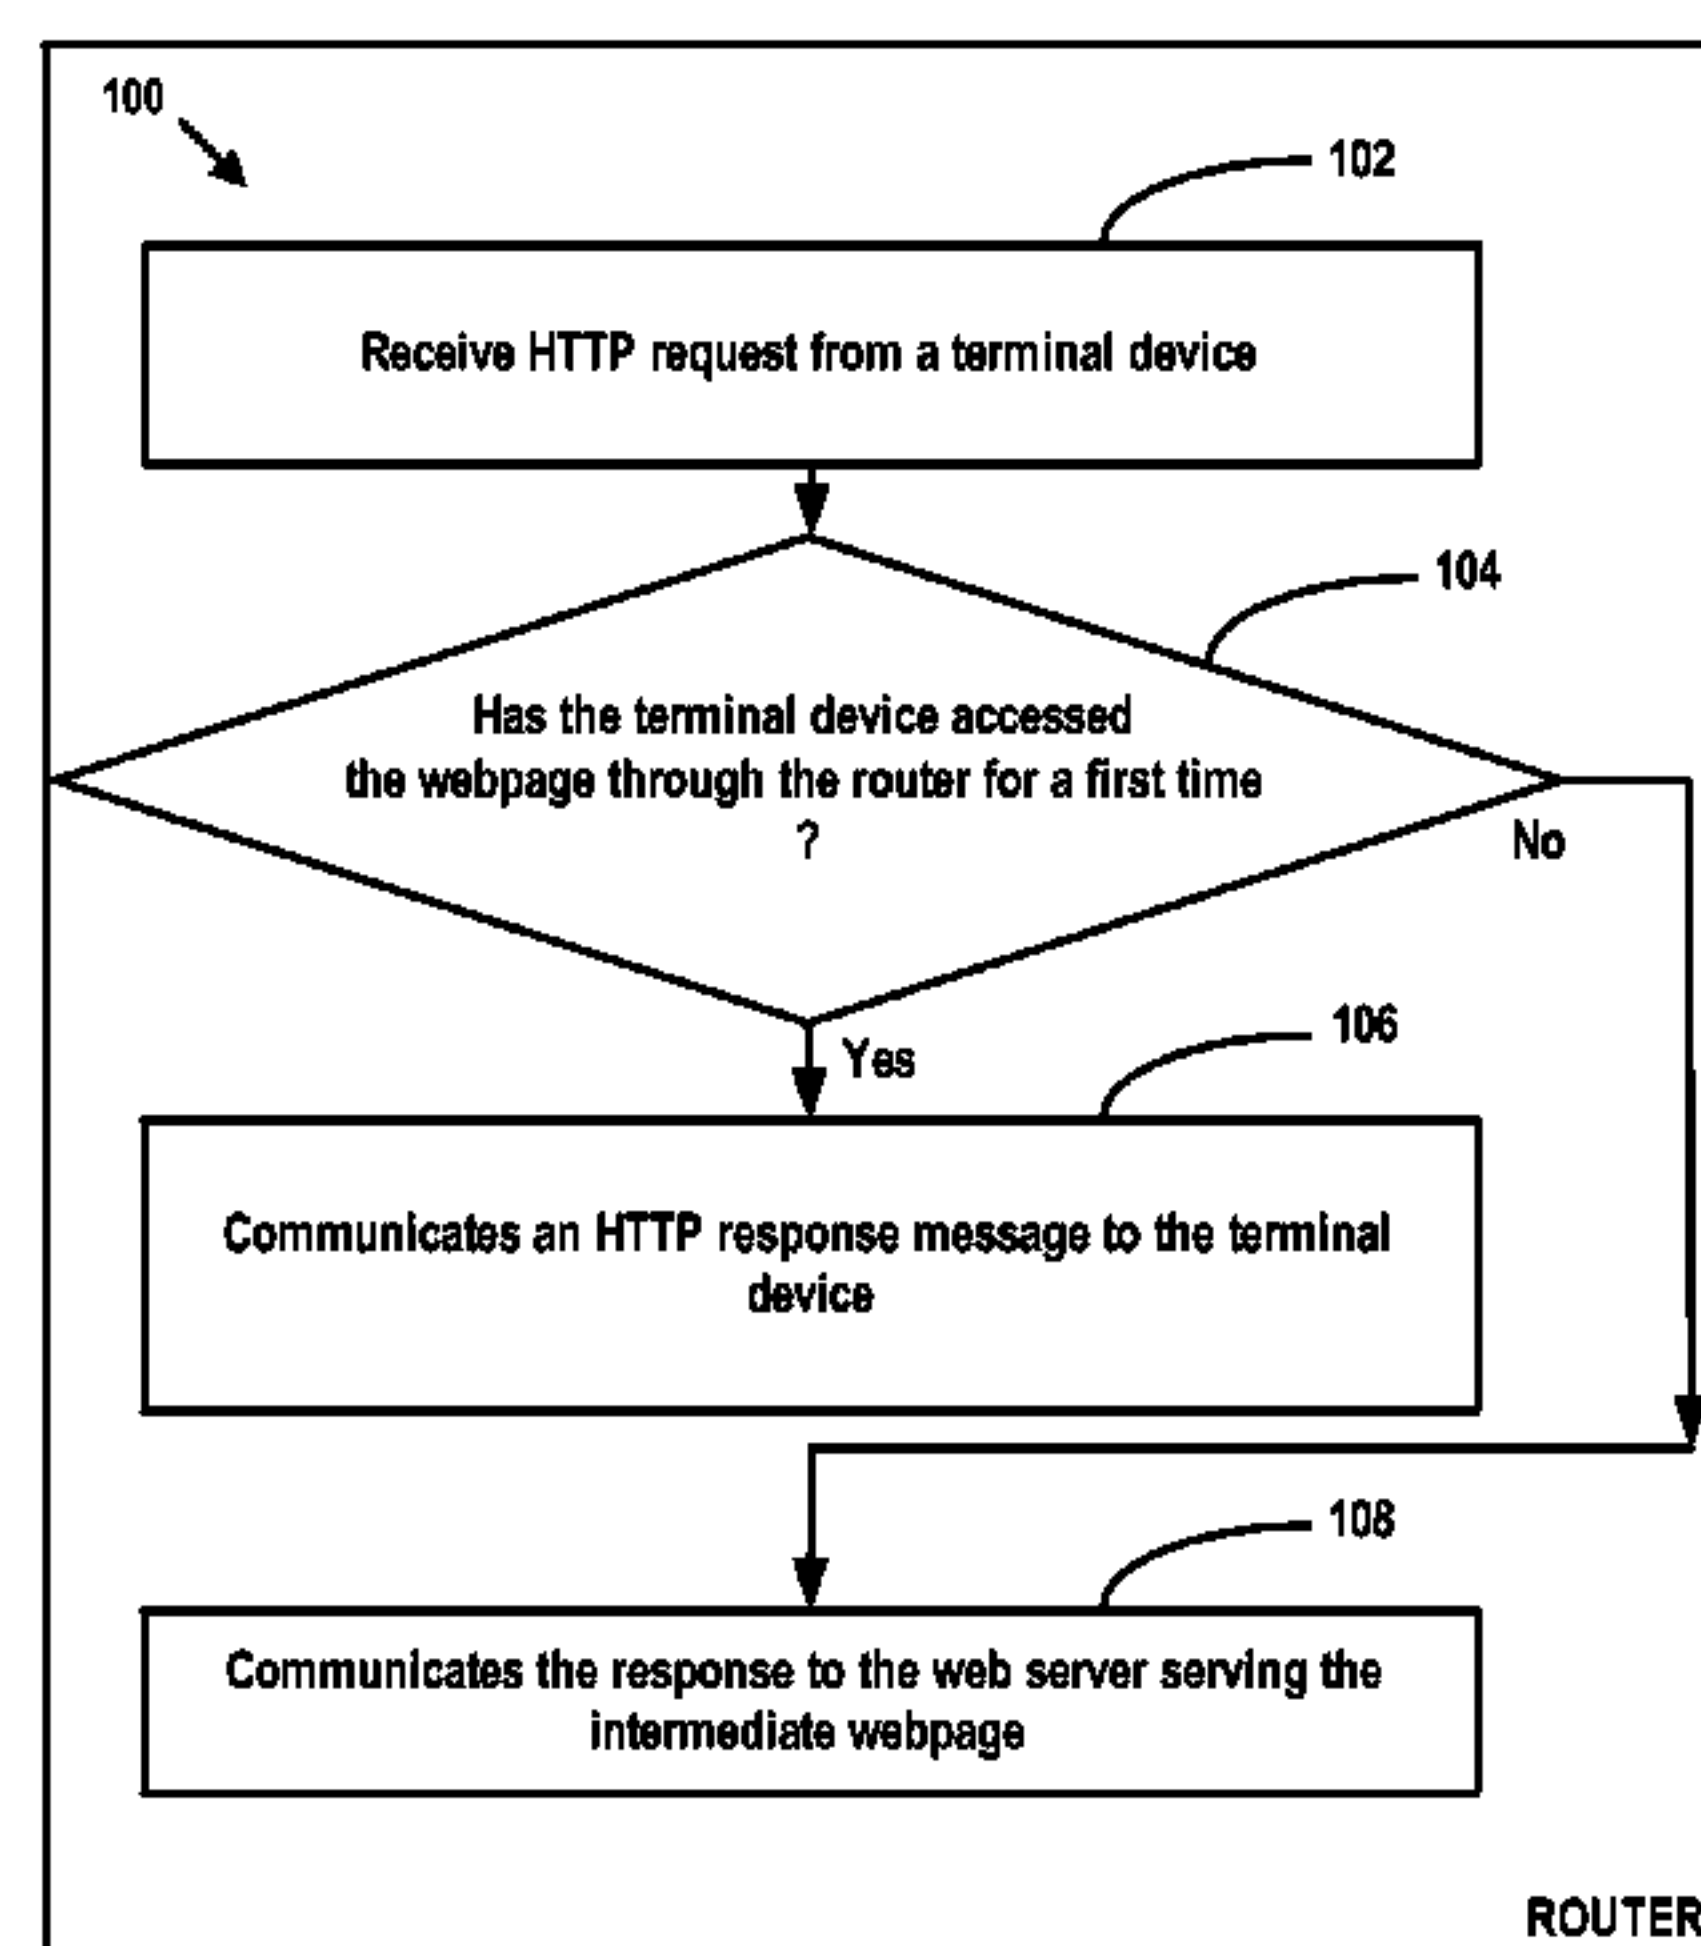 100
102
Receive HTTP request from a terminal device
104
Has the terminal device accessed
the webpage through the router for a first time
?
No
Yes
106
Communicates an HTTP response message to the terminal
device
108
Communicates the response to the web server serving the
intermediate webpage
ROUTER